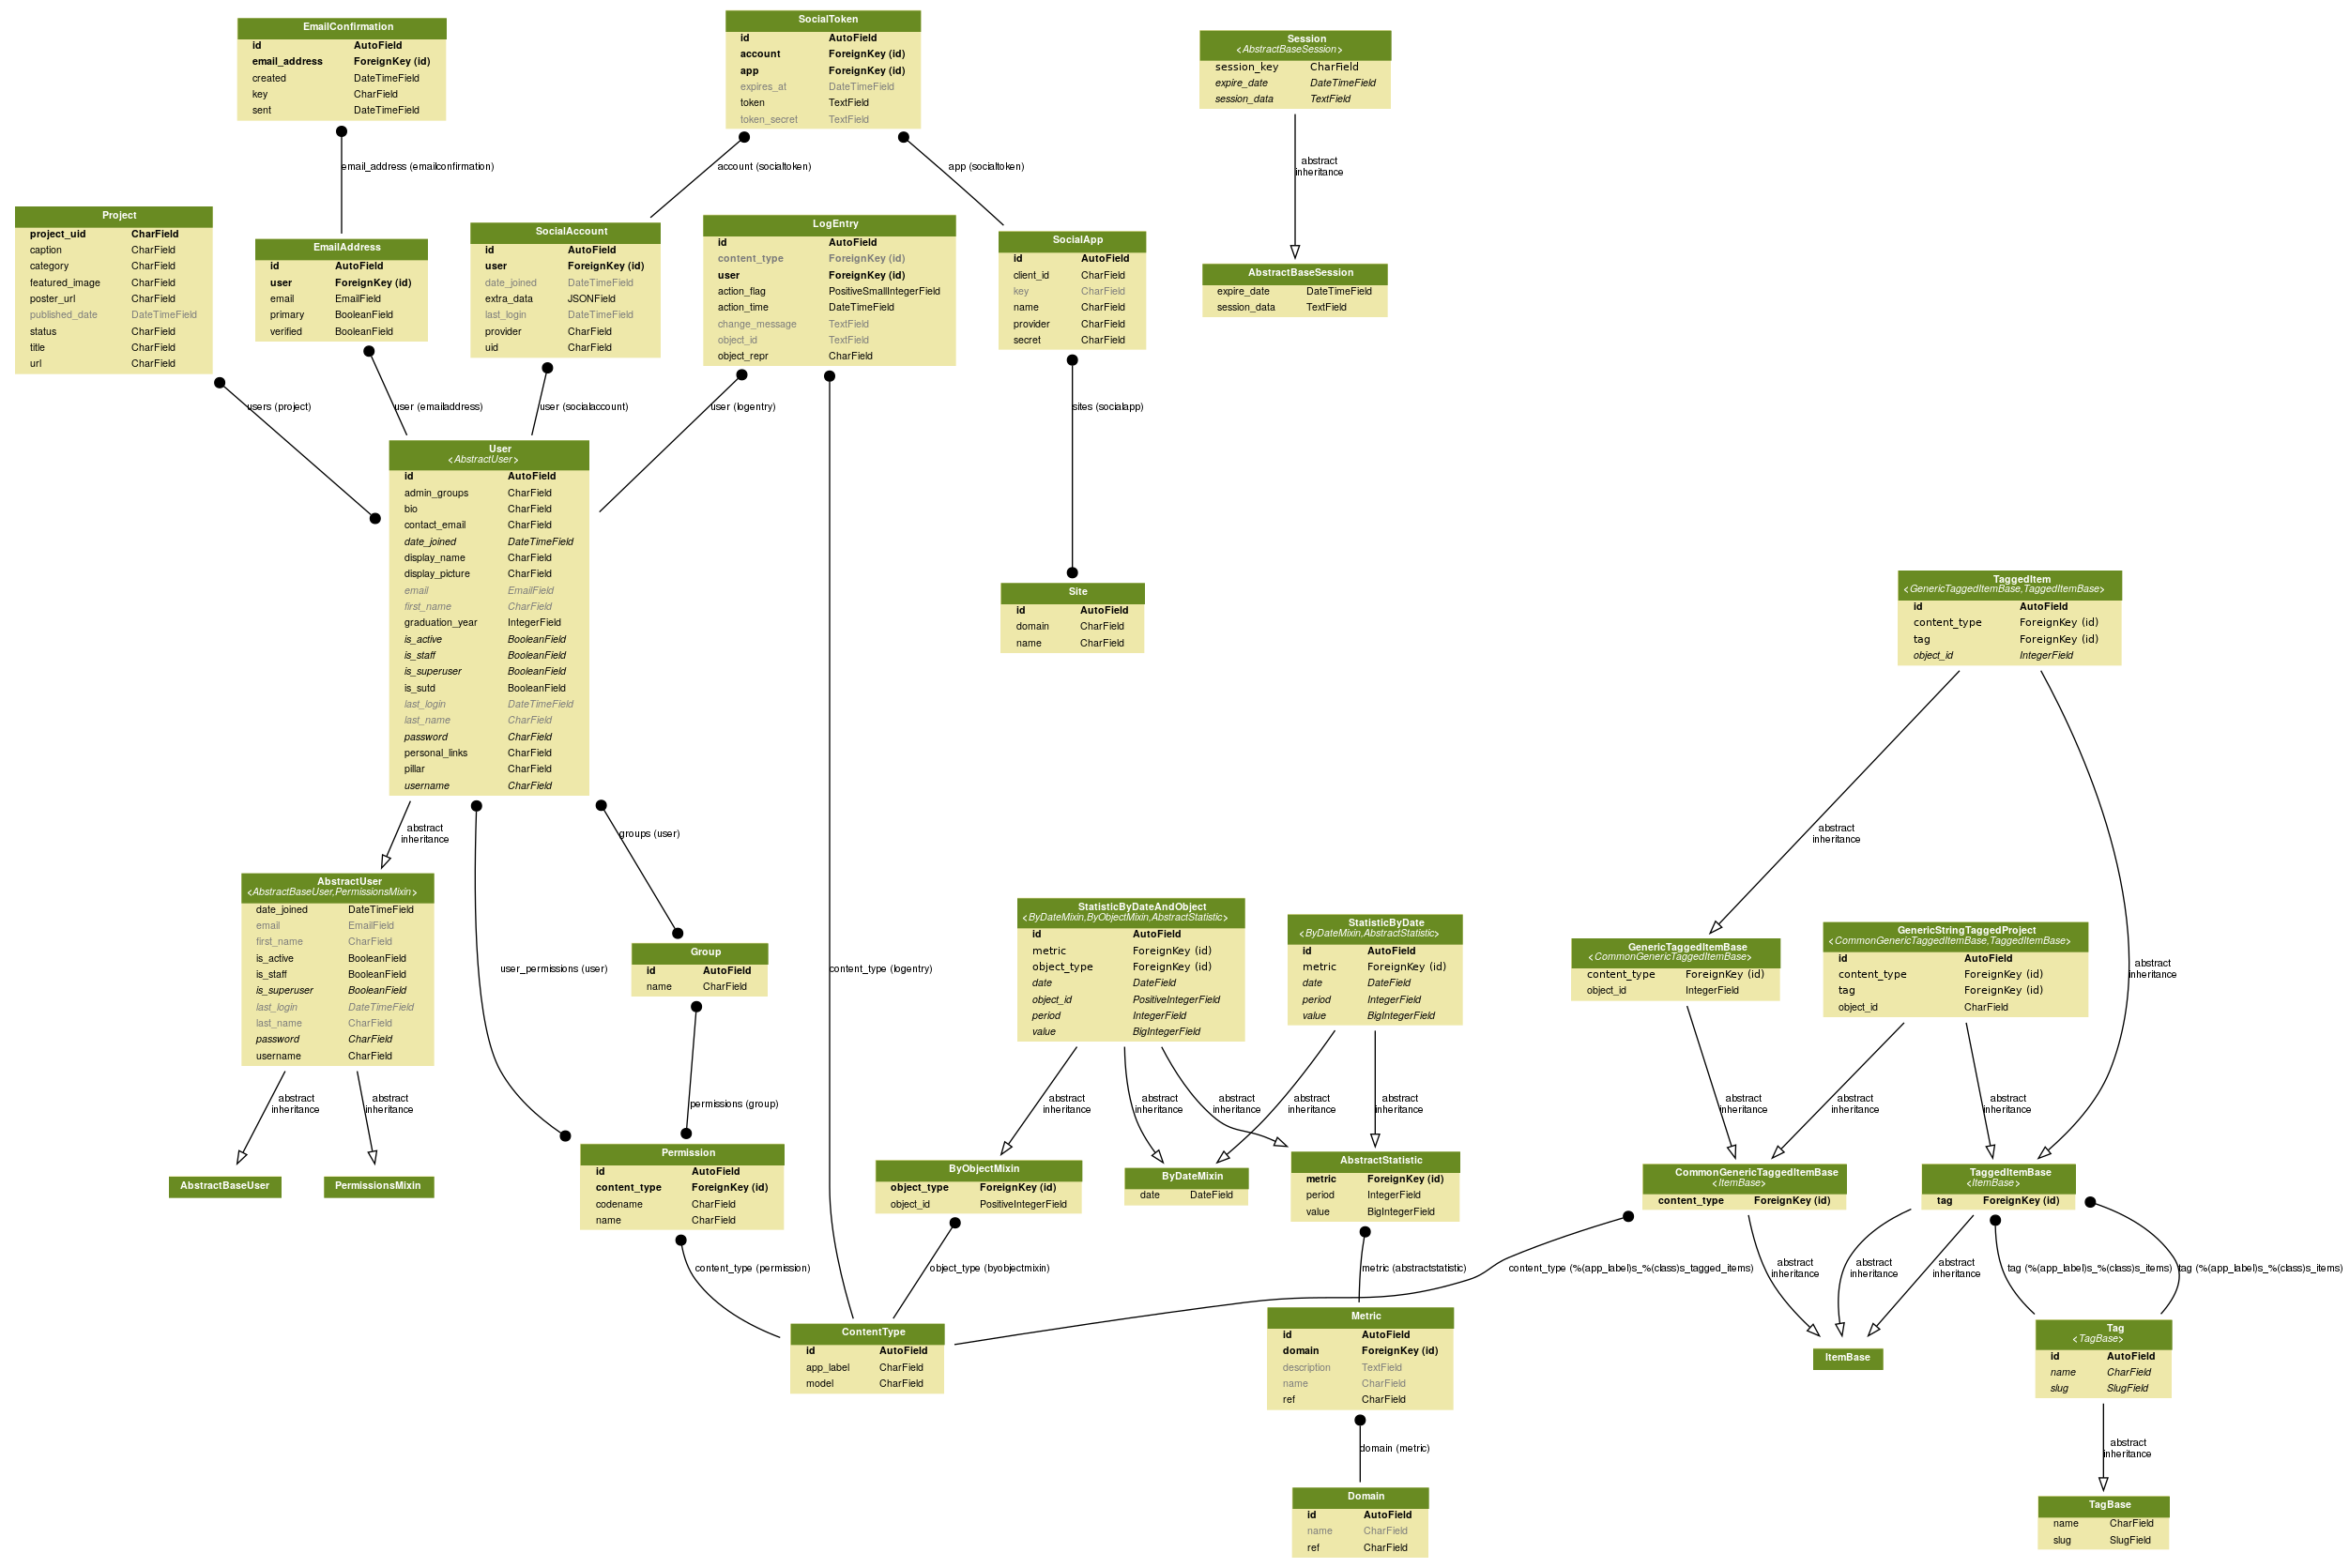 EmailConfirmation
id AutoField
email_address ForeignKey (id)
created DateTimeField
key CharField
sent DateTimeField
SocialToken
id AutoField
account ForeignKey (id)
app ForeignKey (id)
expires_at DateTimeField
token TextField
token_secret TextField
Session
<AbstractBaseSession>
session_key CharField
expire_date DateTimeField
session_data TextField
email_address (emailconfirmation)
account (socialtoken)
app (socialtoken)
abstract
inheritance
Project
project_uid CharField
caption CharField
category CharField
featured_image CharField
poster_url CharField
published_date DateTimeField
status CharField
title CharField
url CharField
EmailAddress
id AutoField
user ForeignKey (id)
email EmailField
primary BooleanField
verified BooleanField
SocialAccount
id AutoField
user ForeignKey (id)
date_joined DateTimeField
extra_data JSONField
last_login DateTimeField
provider CharField
uid CharField
LogEntry
id AutoField
content_type ForeignKey (id)
user ForeignKey (id)
action_flag PositiveSmallIntegerField
action_time DateTimeField
change_message TextField
object_id TextField
object_repr CharField
SocialApp
id AutoField
client_id CharField
key CharField
name CharField
provider CharField
secret CharField
AbstractBaseSession
expire_date DateTimeField
session_data TextField
users (project)
user (emailaddress)
user (socialaccount)
user (logentry)
sites (socialapp)
User
<AbstractUser>
id AutoField
admin_groups CharField
bio CharField
contact_email CharField
date_joined DateTimeField
display_name CharField
display_picture CharField
email EmailField
first_name CharField
graduation_year IntegerField
is_active BooleanField
is_staff BooleanField
is_superuser BooleanField
is_sutd BooleanField
last_login DateTimeField
last_name CharField
password CharField
personal_links CharField
pillar CharField
username CharField
Site
id AutoField
domain CharField
name CharField
TaggedItem
<GenericTaggedItemBase,TaggedItemBase>
id AutoField
content_type ForeignKey (id)
tag ForeignKey (id)
object_id IntegerField
abstract
inheritance
groups (user)
abstract
inheritance
AbstractUser
<AbstractBaseUser,PermissionsMixin>
date_joined DateTimeField
email EmailField
first_name CharField
is_active BooleanField
is_staff BooleanField
is_superuser BooleanField
last_login DateTimeField
last_name CharField
password CharField
username CharField
user_permissions (user)
Group
id AutoField
name CharField
content_type (logentry)
StatisticByDateAndObject
<ByDateMixin,ByObjectMixin,AbstractStatistic>
id AutoField
metric ForeignKey (id)
object_type ForeignKey (id)
date DateField
object_id PositiveIntegerField
period IntegerField
value BigIntegerField
StatisticByDate
<ByDateMixin,AbstractStatistic>
id AutoField
metric ForeignKey (id)
date DateField
period IntegerField
value BigIntegerField
GenericTaggedItemBase
<CommonGenericTaggedItemBase>
content_type ForeignKey (id)
object_id IntegerField
GenericStringTaggedProject
<CommonGenericTaggedItemBase,TaggedItemBase>
id AutoField
content_type ForeignKey (id)
tag ForeignKey (id)
object_id CharField
abstract
inheritance
abstract
inheritance
abstract
inheritance
permissions (group)
abstract
inheritance
abstract
inheritance
abstract
inheritance
abstract
inheritance
abstract
inheritance
abstract
inheritance
abstract
inheritance
abstract
inheritance
AbstractBaseUser
PermissionsMixin
Permission
id AutoField
content_type ForeignKey (id)
codename CharField
name CharField
ByObjectMixin
object_type ForeignKey (id)
object_id PositiveIntegerField
ByDateMixin
date DateField
AbstractStatistic
metric ForeignKey (id)
period IntegerField
value BigIntegerField
CommonGenericTaggedItemBase
<ItemBase>
content_type ForeignKey (id)
TaggedItemBase
<ItemBase>
tag ForeignKey (id)
content_type (permission)
object_type (byobjectmixin)
metric (abstractstatistic)
content_type (%(app_label)s_%(class)s_tagged_items)
abstract
inheritance
abstract
inheritance
abstract
inheritance
tag (%(app_label)s_%(class)s_items)
tag (%(app_label)s_%(class)s_items)
ContentType
id AutoField
app_label CharField
model CharField
Metric
id AutoField
domain ForeignKey (id)
description TextField
name CharField
ref CharField
ItemBase
Tag
<TagBase>
id AutoField
name CharField
slug SlugField
domain (metric)
abstract
inheritance
Domain
id AutoField
name CharField
ref CharField
TagBase
name CharField
slug SlugField